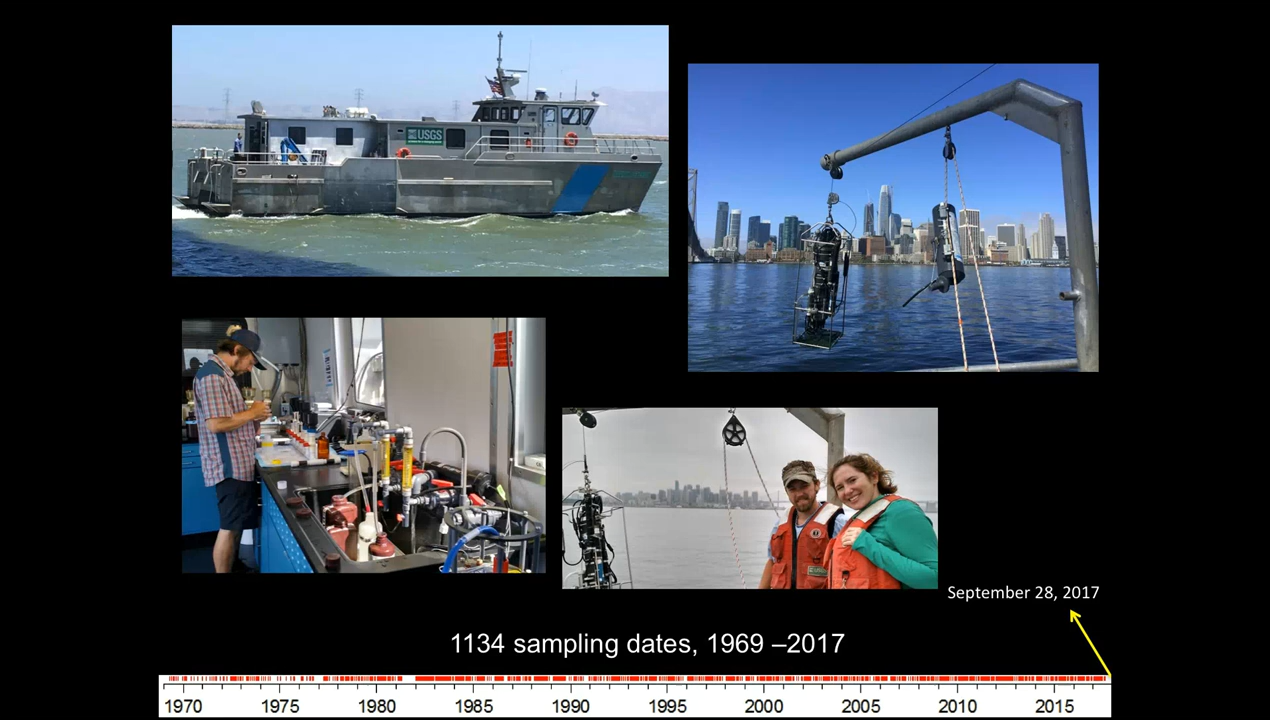 USGS
September 28, 2017
1134 sampling dates, 1969 –2017
1970 1975 1980 1985 1990 1995 2000 2005 2010 2015